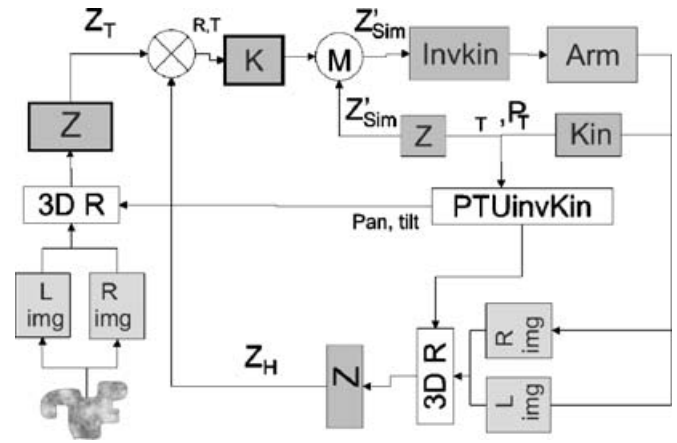 Z_T
R,T
Z'_Sim
K
M
Invkin
Arm
Z
Z'_Sim
Z
T ,P_T
Kin
3D R
PTUinvKin
Pan, tilt
L img
R img
Z_H
Z
3D R
R img
L img